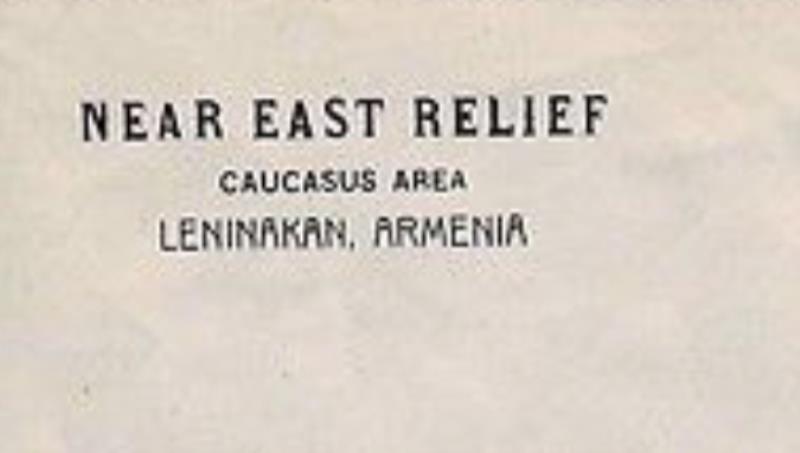 NEAR EAST RELIEF
CAUCASUS AREA
LENINAKAN, ARMENIA